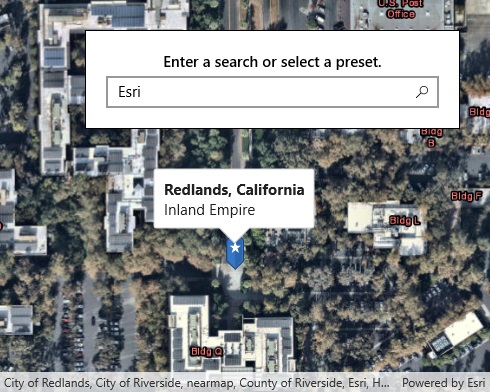 U.S. Post
Office
Enter a search or select a preset.
Esri
Bldg
Bldg
B
Redlands, California
Inland Empire
Bldg F
Bldg L
Bldg Q
City of Redlands, City of Riverside, nearmap, County of Riverside, Esri, H... Powered by Esri